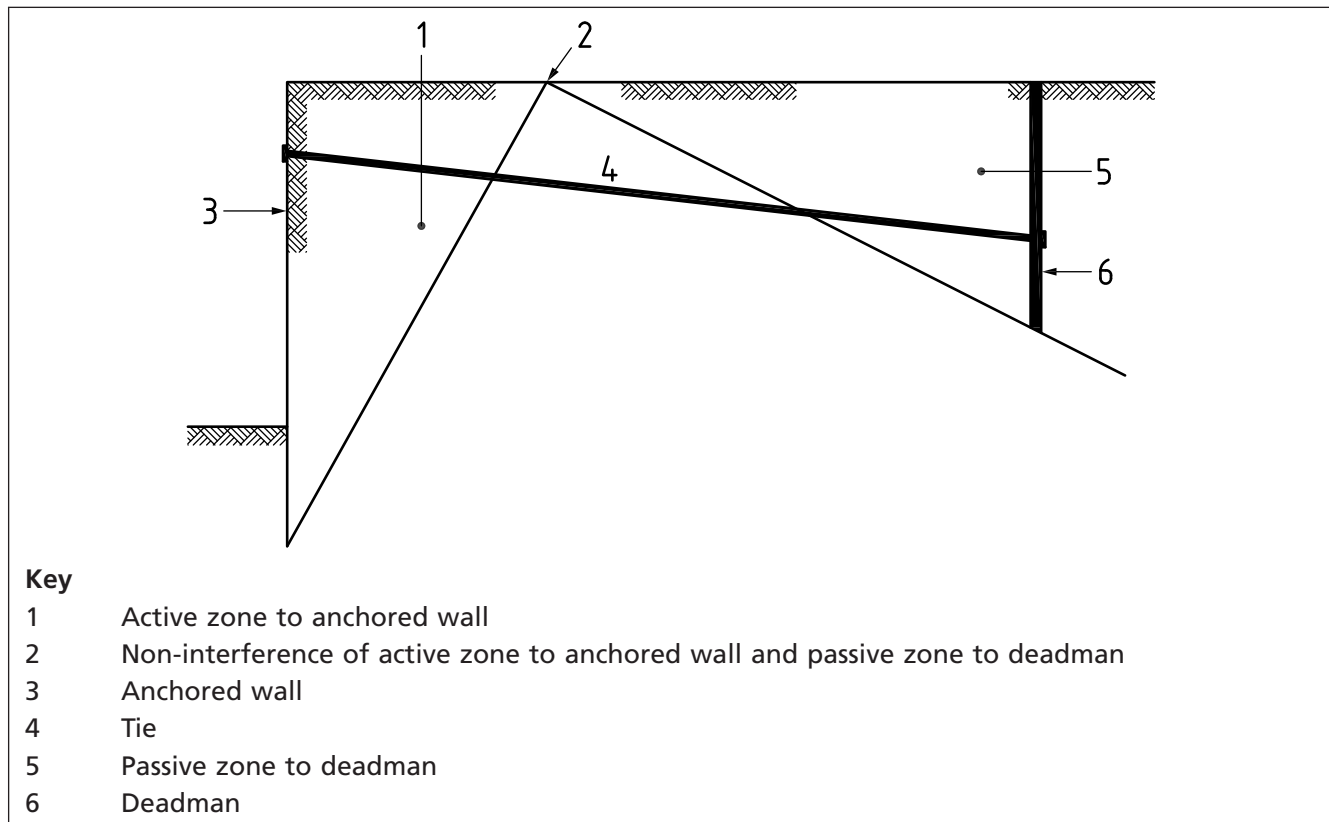 1
2
3
4
5
6
Key
1 Active zone to anchored wall
2 Non-interference of active zone to anchored wall and passive zone to deadman
3 Anchored wall
4 Tie
5 Passive zone to deadman
6 Deadman